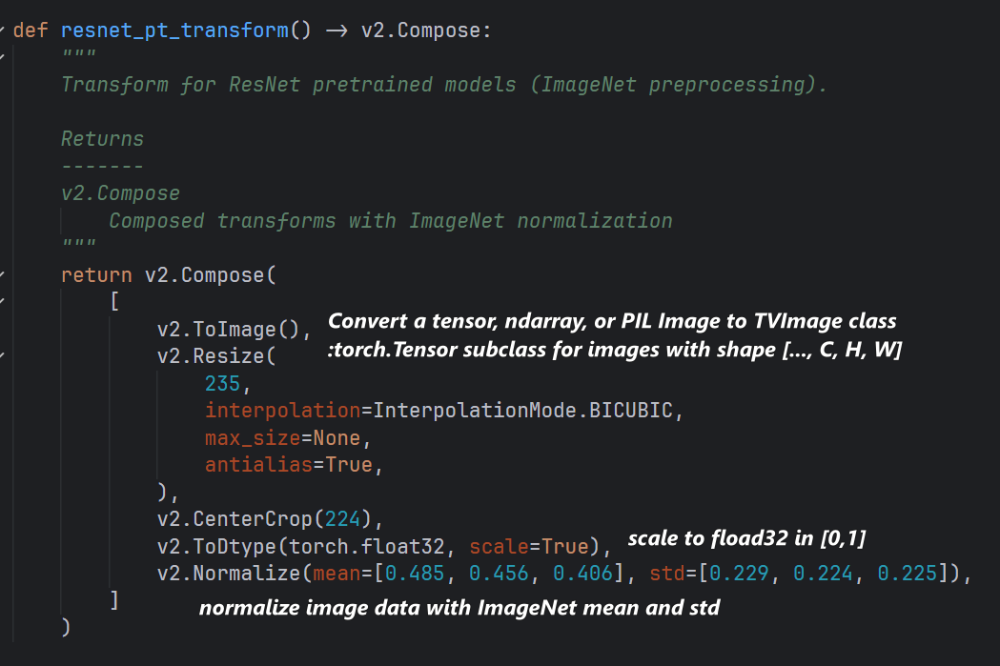 def resnet_pt_transform() -> v2.Compose:
"""
Transform for ResNet pretrained models (ImageNet preprocessing).
Returns
-------
v2.Compose
Composed transforms with ImageNet normalization
"""
return v2.Compose(
[
v2.ToImage(), Convert a tensor, ndarray, or PIL Image to TVImage class
:torch.Tensor subclass for images with shape [..., C, H, W]
v2.Resize(
235,
interpolation=InterpolationMode.BICUBIC,
max_size=None,
antialias=True,
),
v2.CenterCrop(224),
v2.ToDtype(torch.float32, scale=True), scale to fload32 in [0,1]
v2.Normalize(mean=[0.485, 0.456, 0.406], std=[0.229, 0.224, 0.225]),
] normalize image data with ImageNet mean and std
)